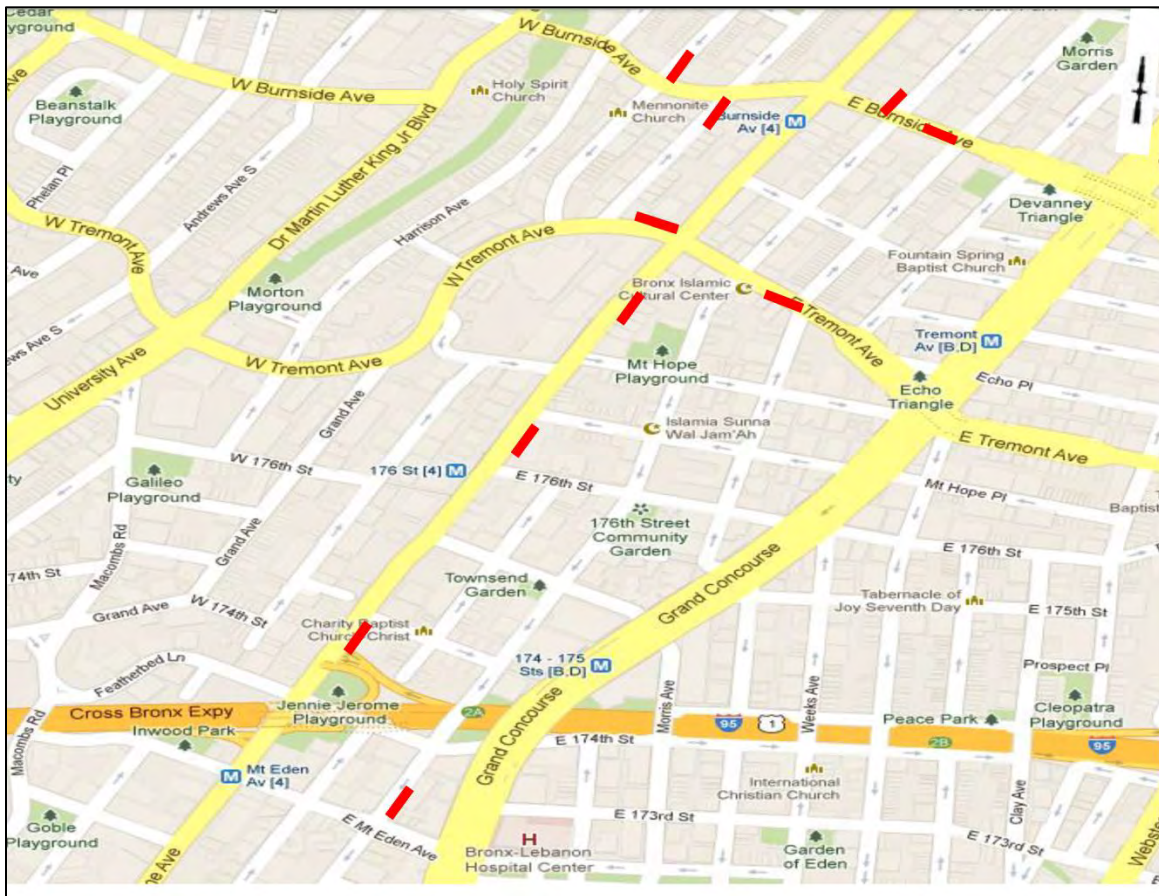 Cedar
Playground
W Burnside Ave
W Burnside Ave
Holy Spirit
Church
Mennonite
Church
Burnside
Av [4]
E Burnside Ave
Morris
Garden
Beanstalk
Playground
Dr Martin Luther King Jr Blvd
Phelan Pl
Andrews Ave S
Harrison Ave
W Tremont Ave
W Tremont Ave
Devanney
Triangle
Fountain Spring
Baptist Church
Ave
Morton
Playground
Bronx Islamic
Cultural Center
E Tremont Ave
Tremont
Av [B,D]
University Ave
W Tremont Ave
Mt Hope
Playground
Echo Pl
Echo
Triangle
Grand Ave
Islamia Sunna
Wal Jam'Ah
E Tremont Ave
W 176th St
176 St [4]
E 176th St
Mt Hope Pl
Galileo
Playground
176th Street
Community
Garden
Grand Ave
Macombs Rd
E 176th St
74th St
Townsend
Garden
Grand Concourse
Tabernacle of
Joy Seventh Day
E 175th St
Grand Ave
W 174th St
Charity Baptist
Church Christ
174 - 175
Sts [B,D]
Prospect Pl
Featherbed Ln
Jennie Jerome
Playground
Morris Ave
Weeks Ave
Peace Park
Cleopatra
Playground
Cross Bronx Expy
2A
95
1
2B
95
Inwood Park
Macombs Rd
Grand Concourse
E 174th St
Mt Eden
Av [4]
International
Christian Church
Clay Ave
Goble
Playground
E Mt Eden Ave
E 173rd St
H
Bronx-Lebanon
Hospital Center
Garden
of Eden
E 173rd St